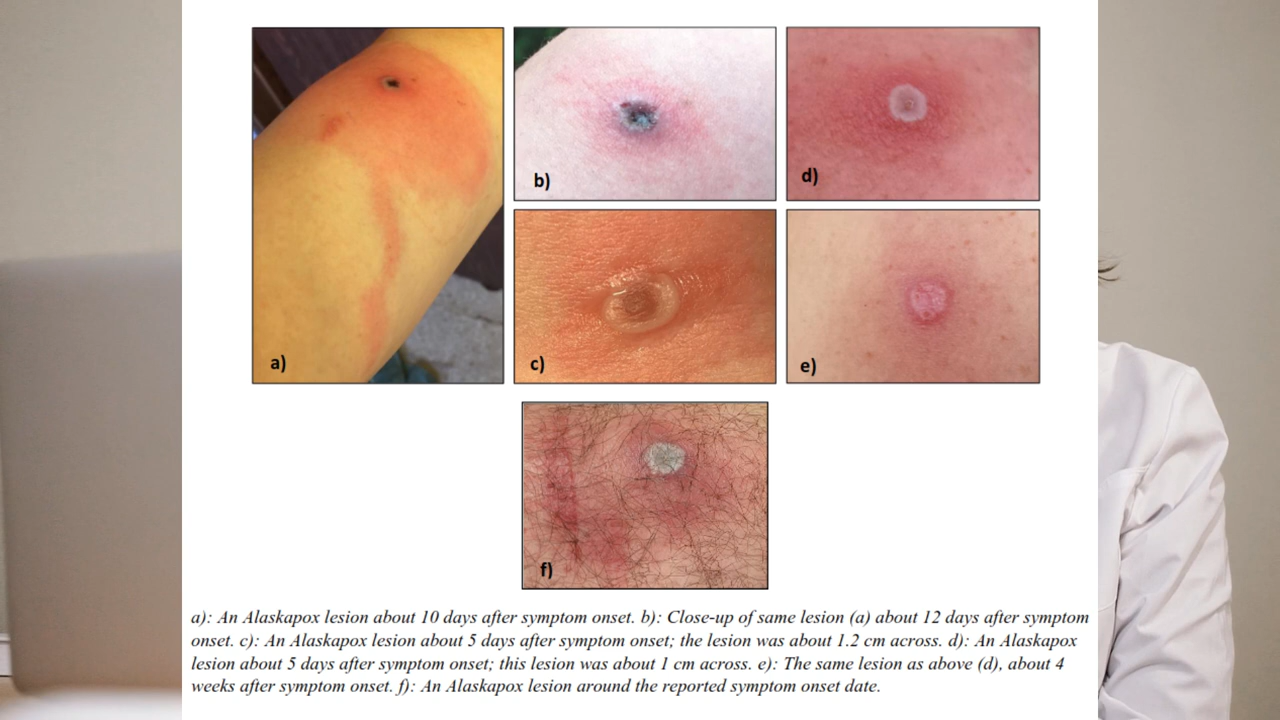 a)
b)
d)
c)
e)
f)
a): An Alaskapox lesion about 10 days after symptom onset. b): Close-up of same lesion (a) about 12 days after symptom
onset. c): An Alaskapox lesion about 5 days after symptom onset; the lesion was about 1.2 cm across. d): An Alaskapox
lesion about 5 days after symptom onset; this lesion was about 1 cm across. e): The same lesion as above (d), about 4
weeks after symptom onset. f): An Alaskapox lesion around the reported symptom onset date.